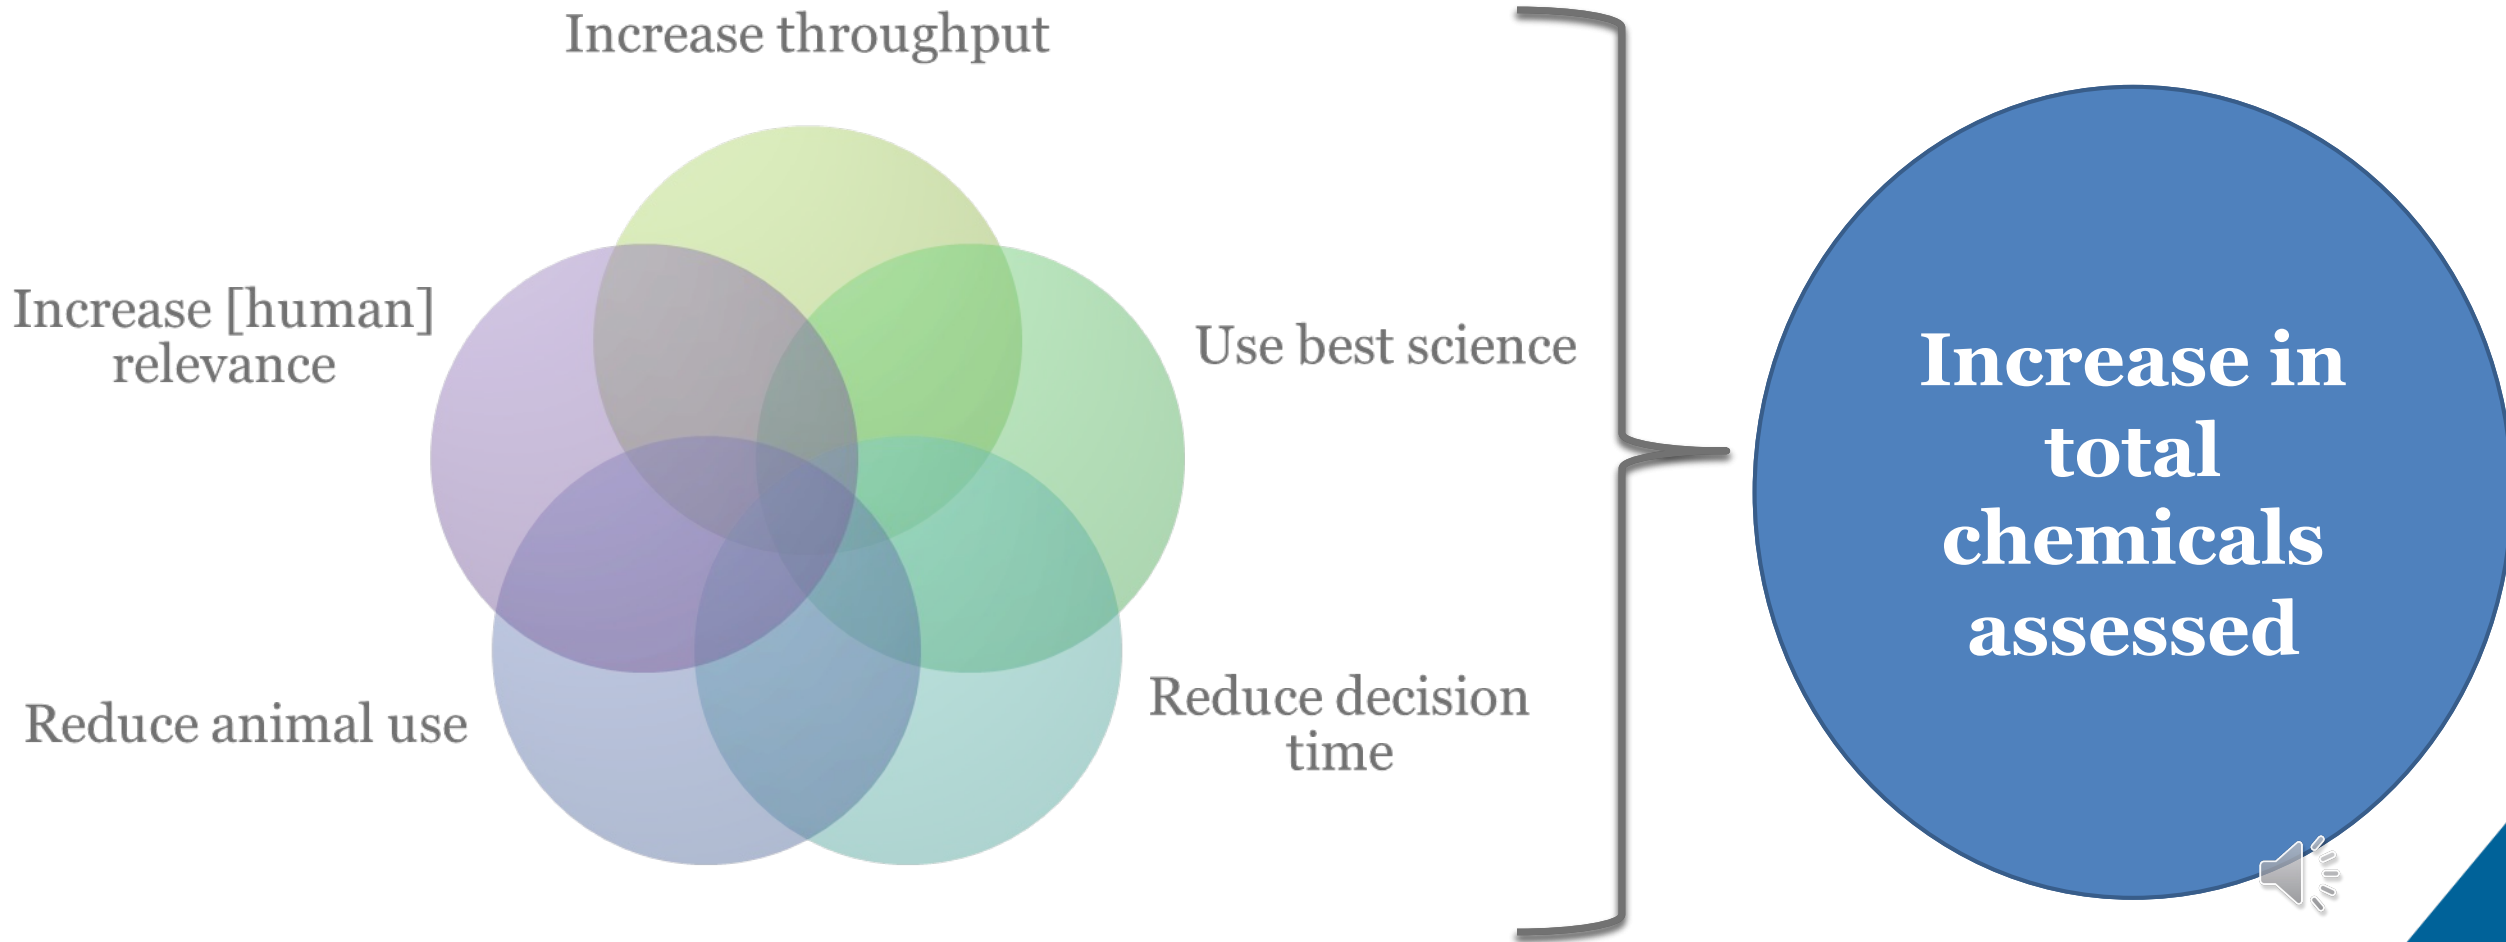 Increase throughput
Increase [human]
relevance
Use best science
Reduce animal use
Reduce decision
time
Increase in
total
chemicals
assessed